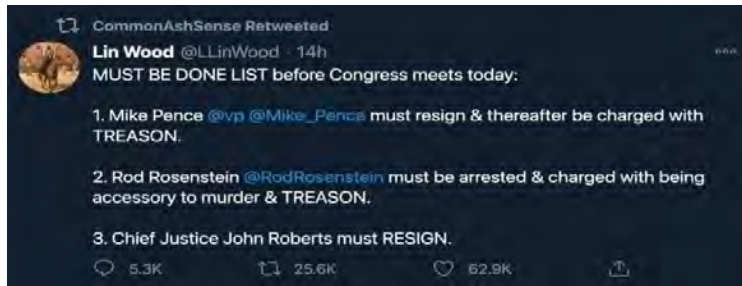 CommonAshSense Retweeted
Lin Wood @LLinWood · 14h
MUST BE DONE LIST before Congress meets today:
1. Mike Pence @vp @Mike_Pence must resign & thereafter be charged with
TREASON.
2. Rod Rosenstein @RodRosenstein must be arrested & charged with being
accessory to murder & TREASON.
3. Chief Justice John Roberts must RESIGN.
5.3K 25.6K 62.9K